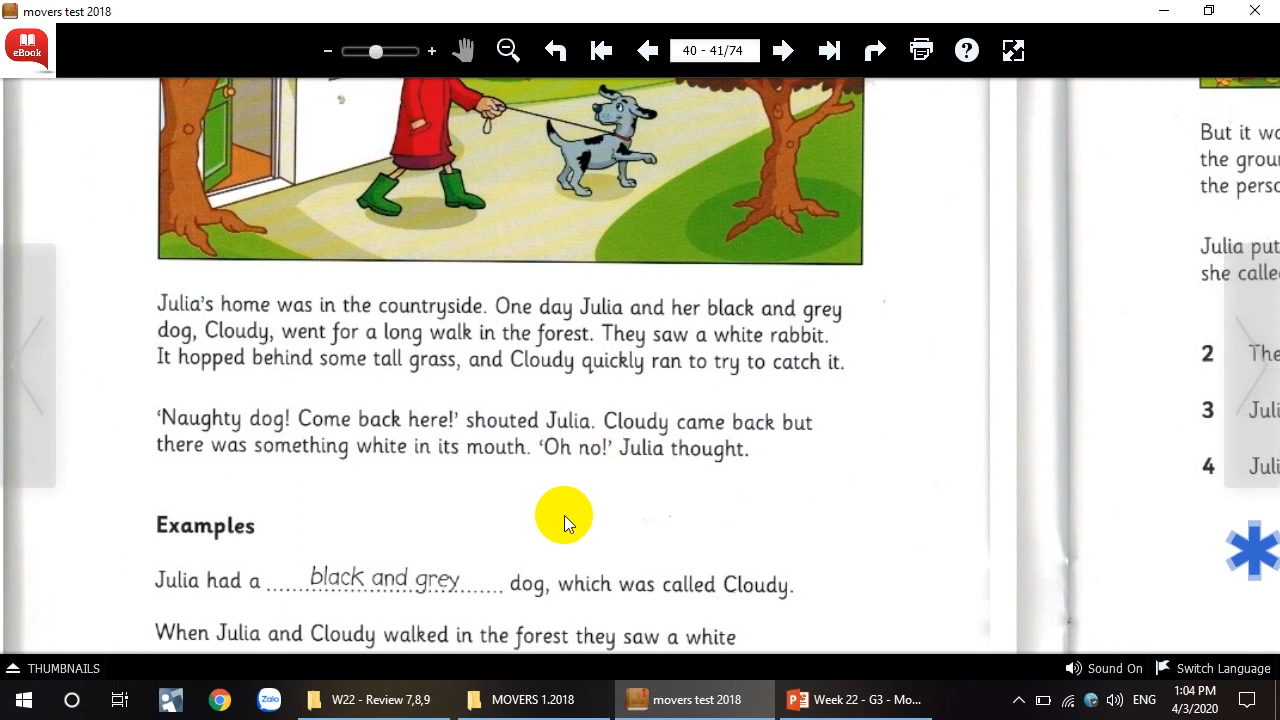 movers test 2018
eBook
40 - 41/74
Julia's home was in the countryside. One day Julia and her black and grey
dog, Cloudy, went for a long walk in the forest. They saw a white rabbit.
It hopped behind some tall grass, and Cloudy quickly ran to try to catch it.
'Naughty dog! Come back here!' shouted Julia. Cloudy came back but
there was something white in its mouth. 'Oh no!' Julia thought.
Examples
Julia had a ..... black and grey ..... dog, which was called Cloudy.
When Julia and Cloudy walked in the forest they saw a white
But it
the
the
Julia put
she
2 The
3
4
THUMBNAILS
Sound On
Switch Language
W22 - Review 7,8,9
MOVERS 1.2018
movers test 2018
Week 22 - G3 - Mo...
ENG
1:04 PM
4/3/2020